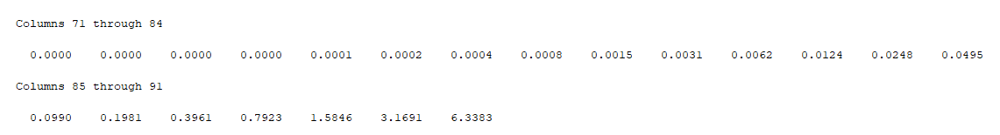 Columns 71 through 84
0.0000 0.0000 0.0000 0.0000 0.0001 0.0002 0.0004 0.0008 0.0015 0.0031 0.0062 0.0124 0.0248 0.0495
Columns 85 through 91
0.0990 0.1981 0.3961 0.7923 1.5846 3.1691 6.3383